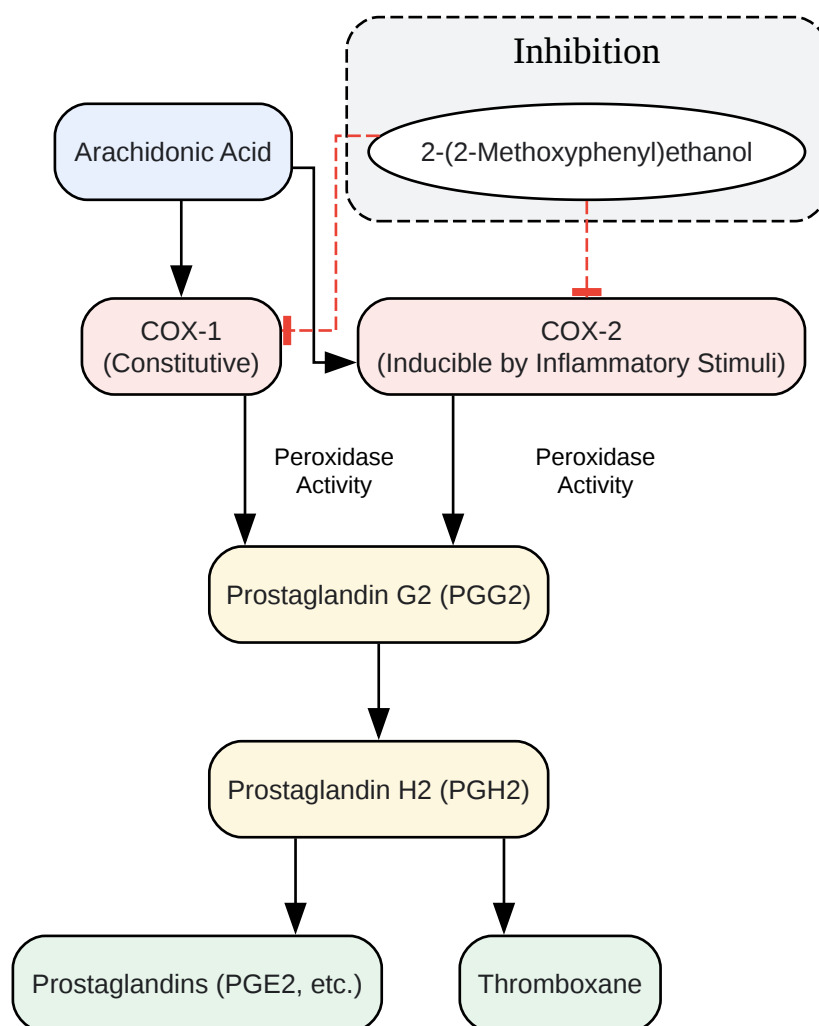 Inhibition
Arachidonic Acid
2-(2-Methoxyphenyl)ethanol
COX-1
(Constitutive)
COX-2
(Inducible by Inflammatory Stimuli)
Peroxidase
Activity
Peroxidase
Activity
Prostaglandin G2 (PGG2)
Prostaglandin H2 (PGH2)
Prostaglandins (PGE2, etc.)
Thromboxane